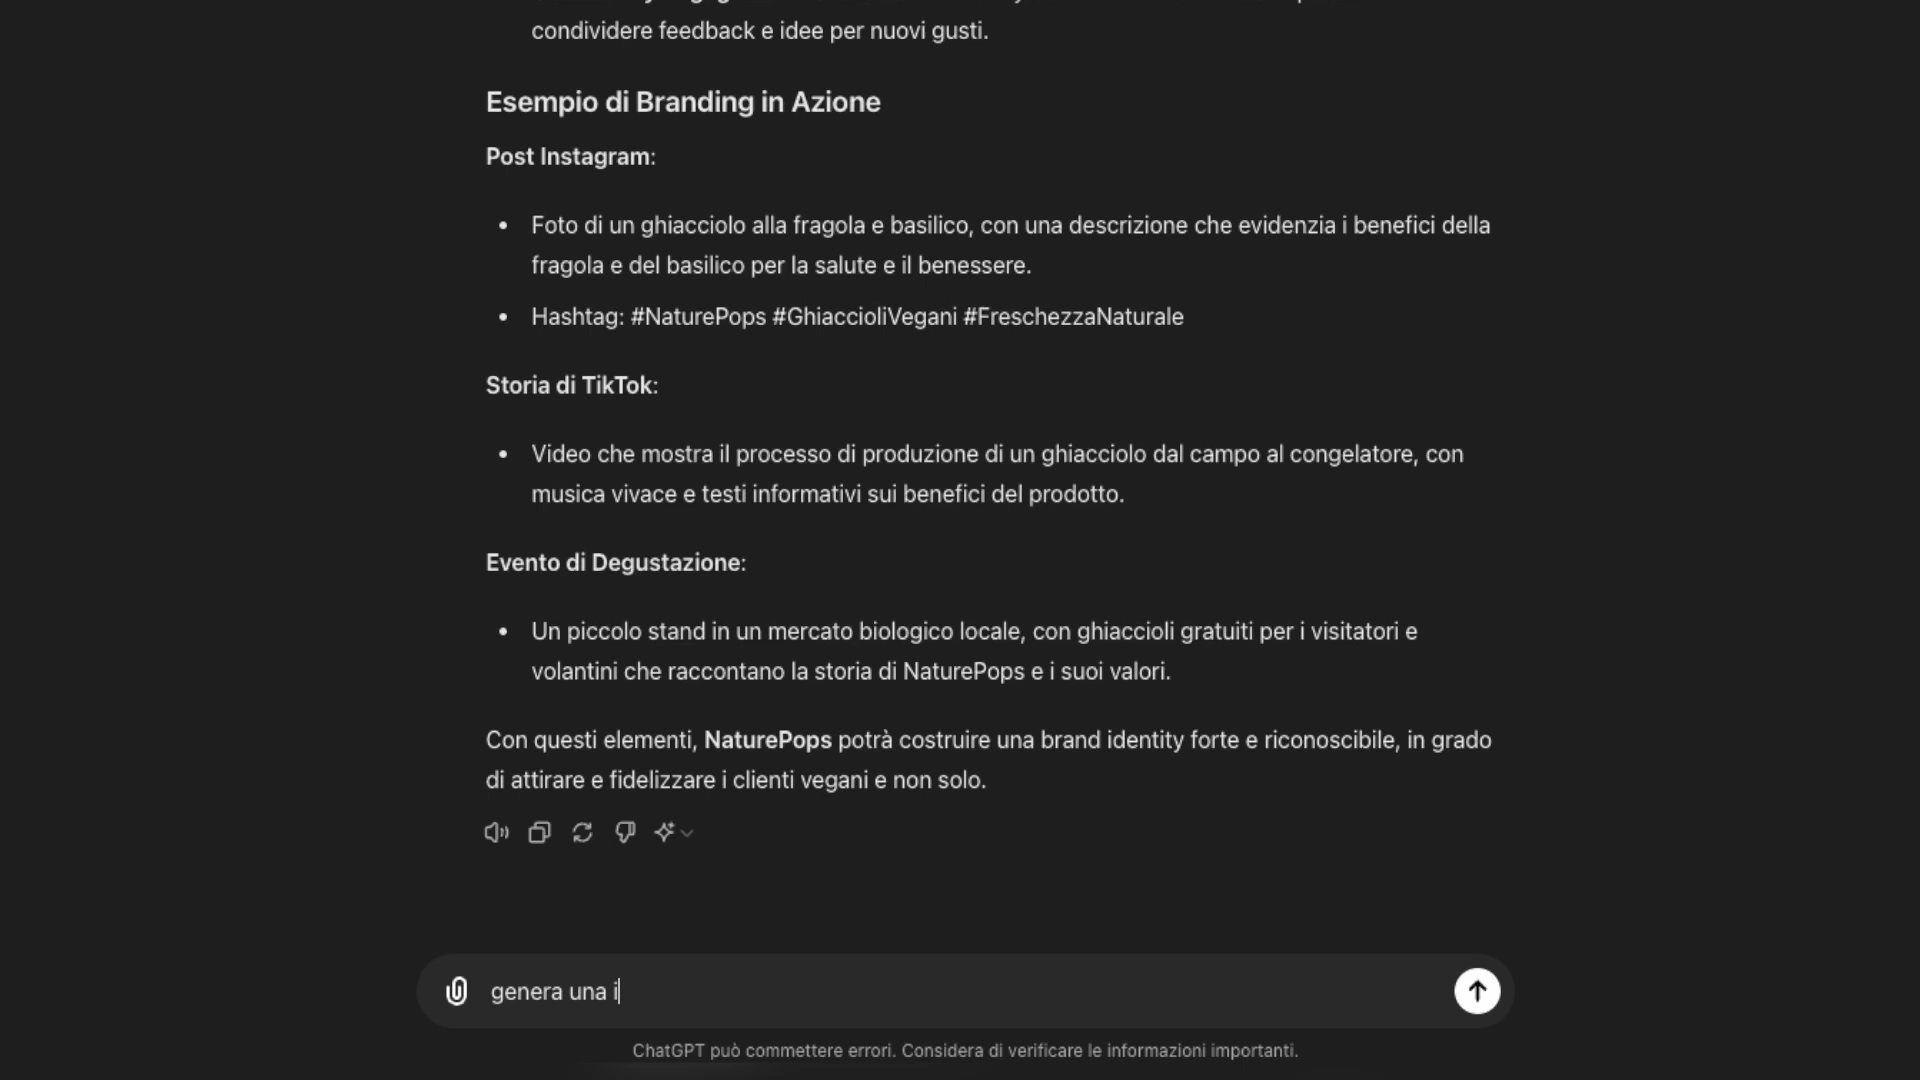 condividere feedback e idee per nuovi gusti.
Esempio di Branding in Azione
Post Instagram:
• Foto di un ghiacciolo alla fragola e basilico, con una descrizione che evidenzia i benefici della
fragola e del basilico per la salute e il benessere.
• Hashtag: #NaturePops #GhiaccioliVegani #FreschezzaNaturale
Storia di TikTok:
• Video che mostra il processo di produzione di un ghiacciolo dal campo al congelatore, con
musica vivace e testi informativi sui benefici del prodotto.
Evento di Degustazione:
• Un piccolo stand in un mercato biologico locale, con ghiaccioli gratuiti per i visitatori e
volantini che raccontano la storia di NaturePops e i suoi valori.
Con questi elementi, NaturePops potrà costruire una brand identity forte e riconoscibile, in grado
di attirare e fidelizzare i clienti vegani e non solo.
genera una i
ChatGPT può commettere errori. Considera di verificare le informazioni importanti.